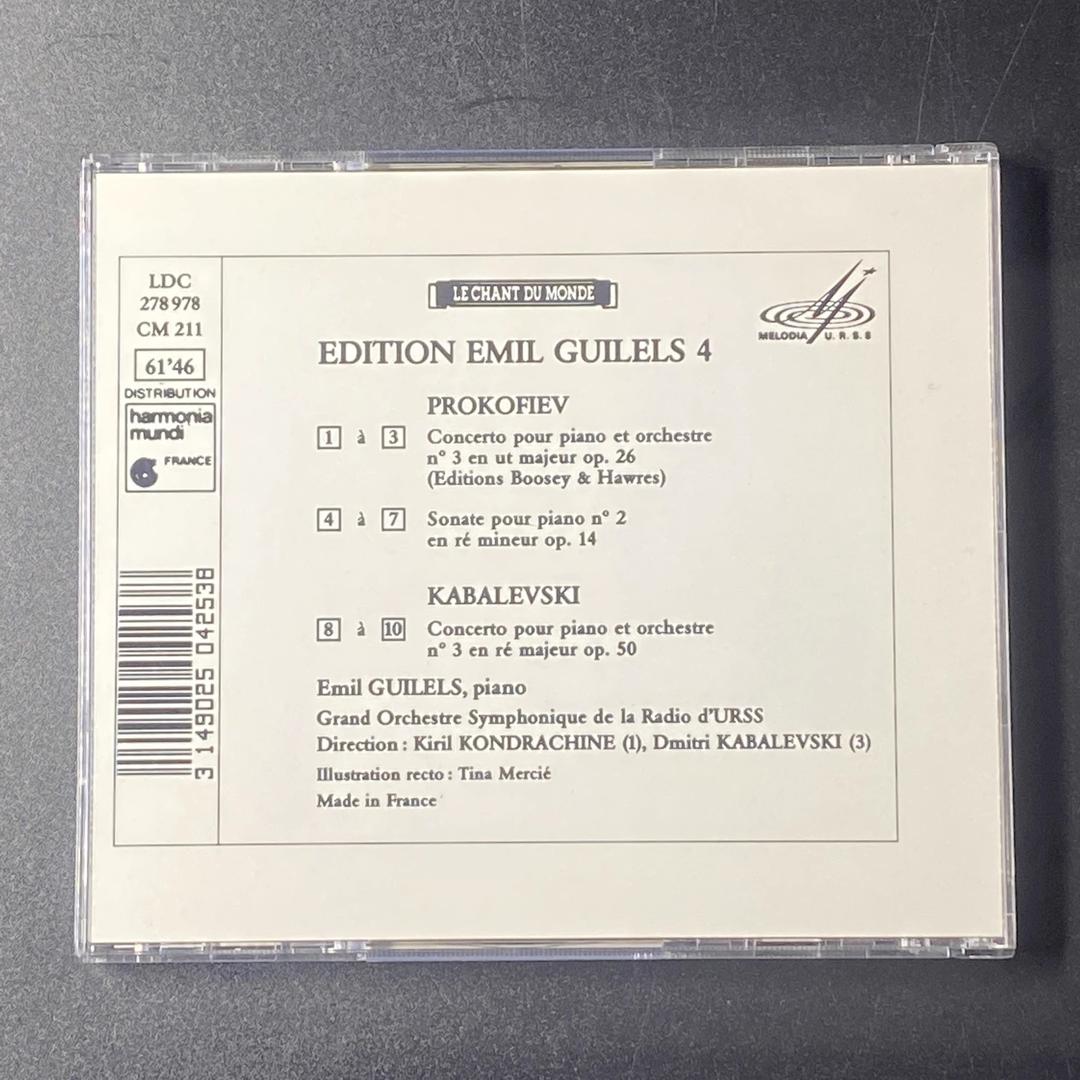 LDC
278 978
CM 211
61'46
DISTRIBUTION
harmonia
mundi
FRANCE
3 149025 042538
LE CHANT DU MONDE
MELODIA U.R.S.S
EDITION EMIL GUILELS 4
PROKOFIEV
1 à 3 Concerto pour piano et orchestre
n° 3 en ut majeur op. 26
(Editions Boosey & Hawres)
4 à 7 Sonate pour piano n° 2
en ré mineur op. 14
KABALEVSKI
8 à 10 Concerto pour piano et orchestre
n° 3 en ré majeur op. 50
Emil GUILELS, piano
Grand Orchestre Symphonique de la Radio d'URSS
Direction : Kiril KONDRACHINE (1), Dmitri KABALEVSKI (3)
Illustration recto : Tina Mercié
Made in France